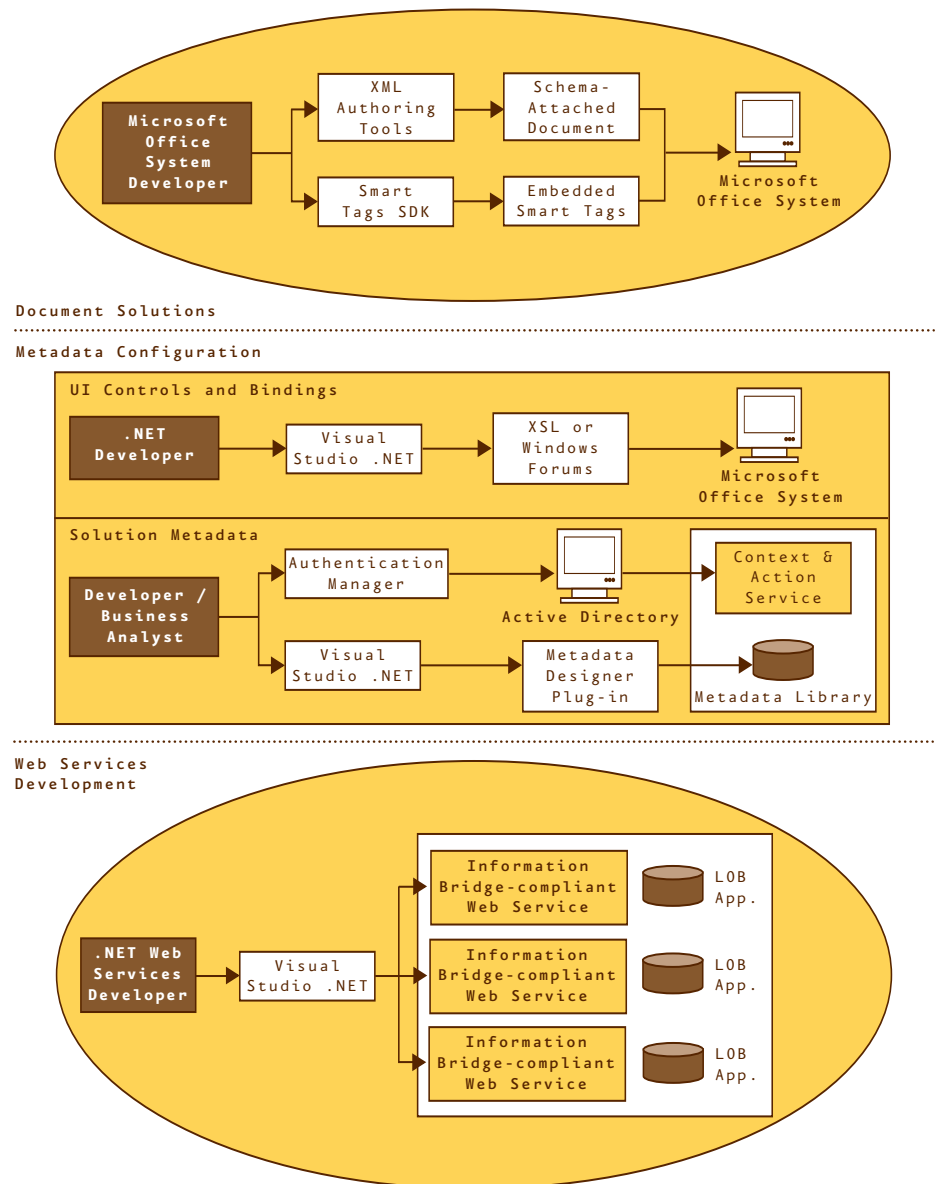 Microsoft
Office
System
Developer
XML
Authoring
Tools
Schema-
Attached
Document
Smart
Tags SDK
Embedded
Smart Tags
Microsoft
Office System
Document Solutions
Metadata Configuration
UI Controls and Bindings
.NET
Developer
Visual
Studio .NET
XSL or
Windows
Forums
Microsoft
Office System
Solution Metadata
Developer /
Business
Analyst
Authentication
Manager
Active Directory
Context &
Action
Service
Visual
Studio .NET
Metadata
Designer
Plug-in
Metadata Library
Web Services
Development
.NET Web
Services
Developer
Visual
Studio .NET
Information
Bridge-compliant
Web Service
LOB
App.
Information
Bridge-compliant
Web Service
LOB
App.
Information
Bridge-compliant
Web Service
LOB
App.